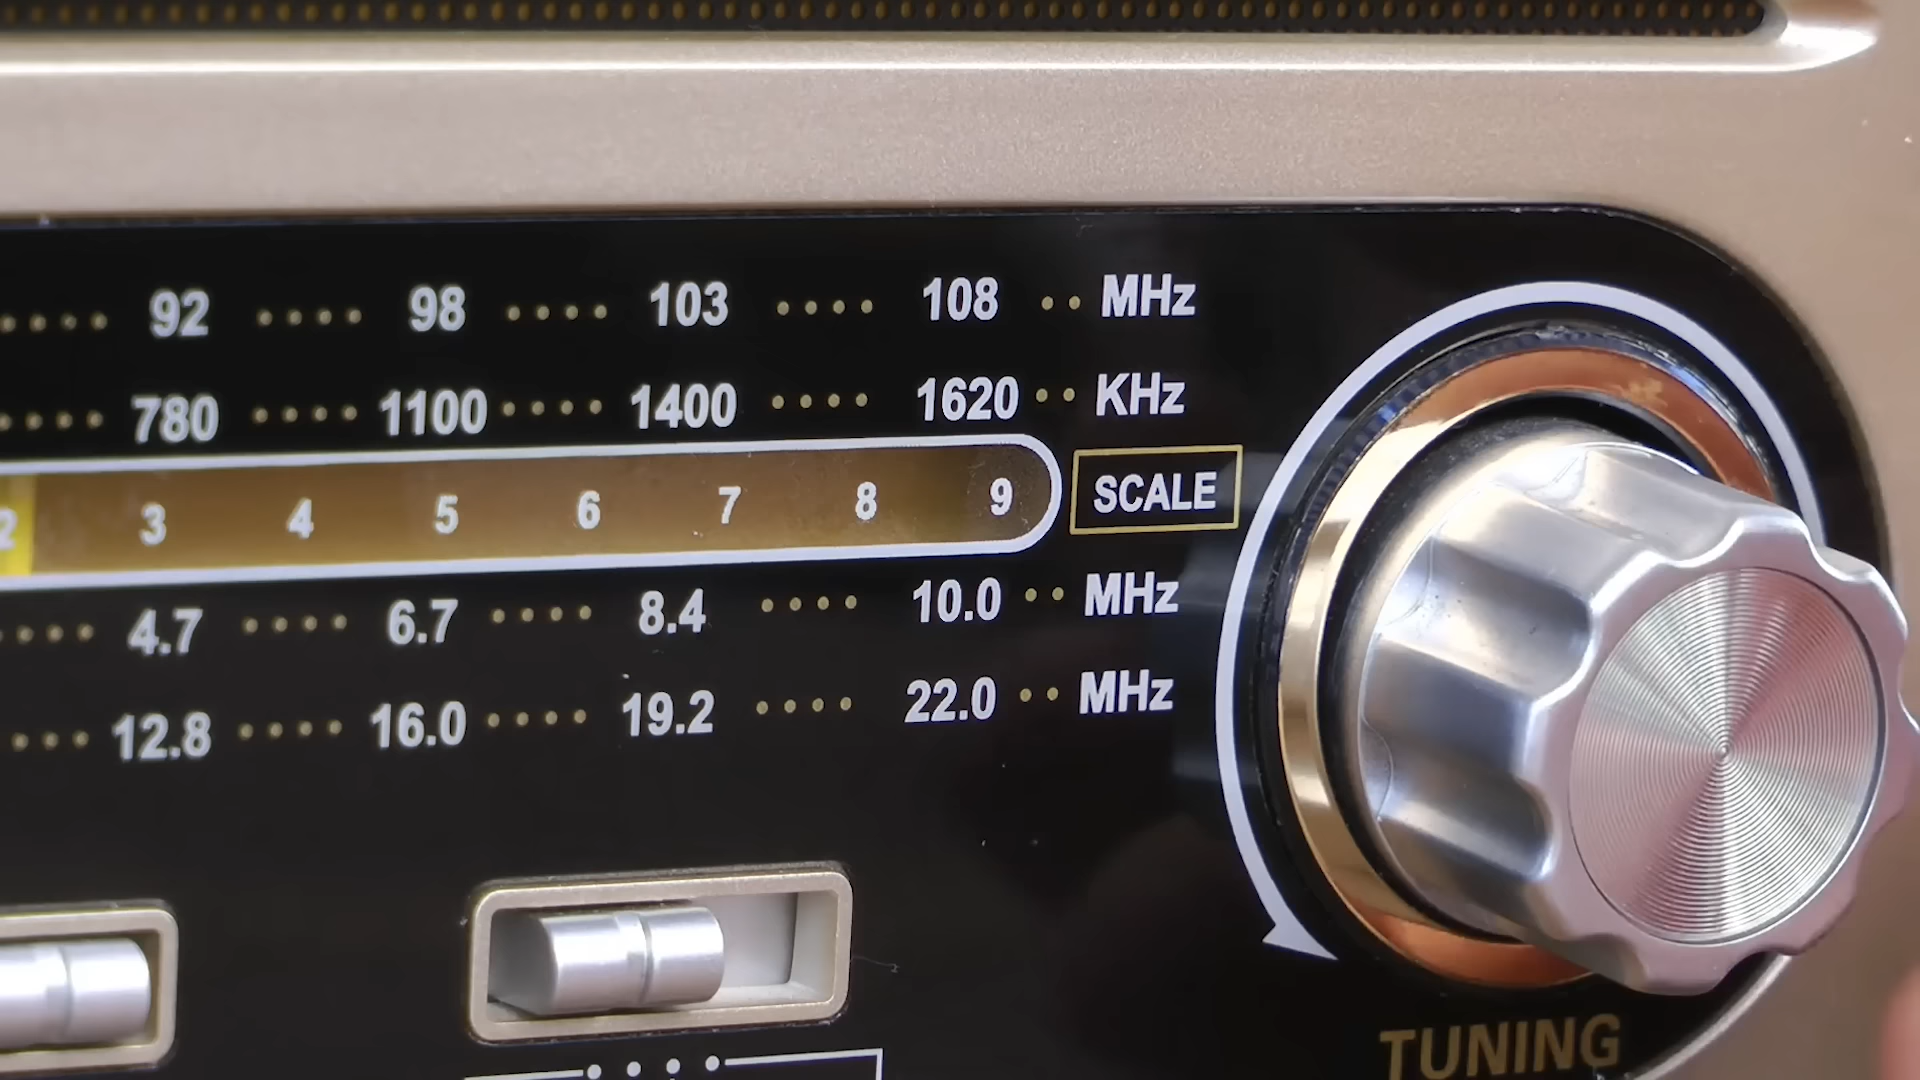 92 98 103 108 MHz
780 1100 1400 1620 KHz
2 3 4 5 6 7 8 9 SCALE
4.7 6.7 8.4 10.0 MHz
12.8 16.0 19.2 22.0 MHz
TUNING